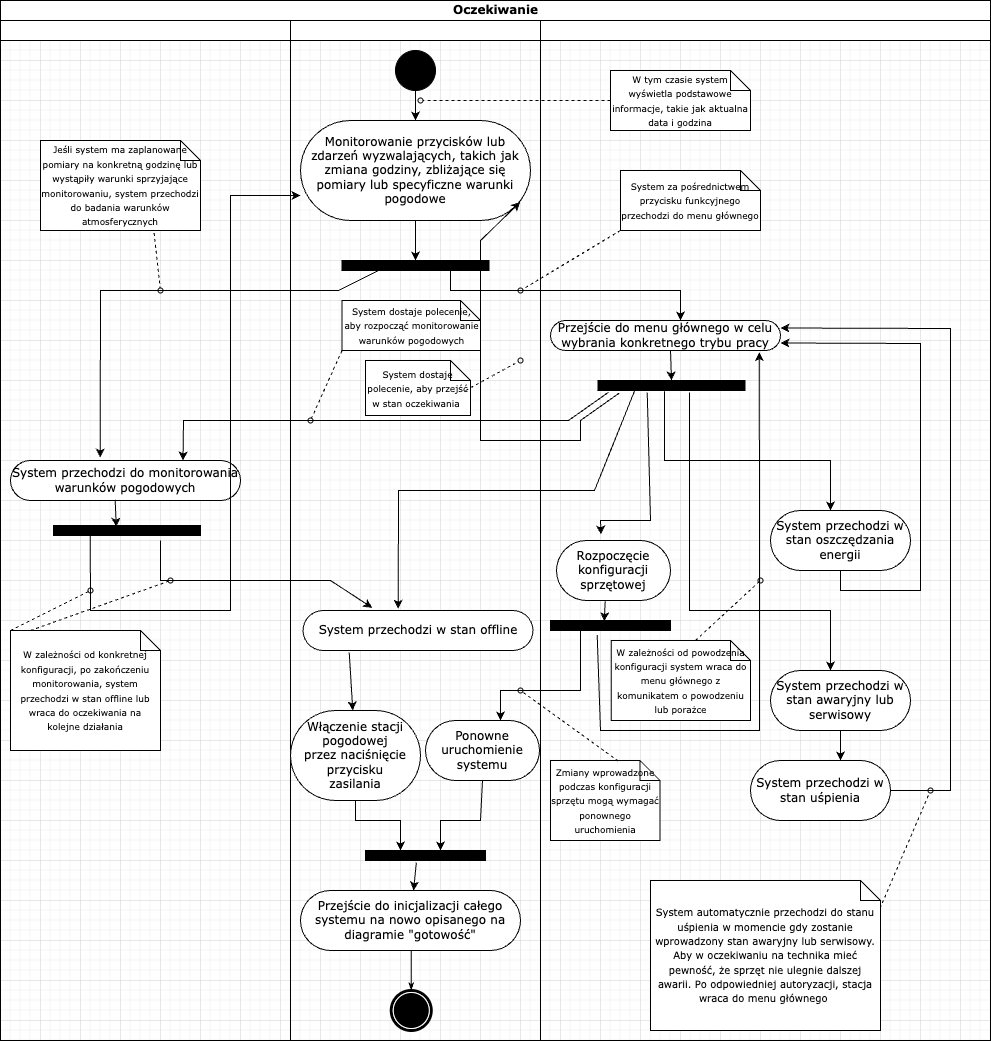 Oczekiwanie
W tym czasie system
wyświetla podstawowe
informacje, takie jak aktualna
data i godzina
Monitorowanie przycisków lub
zdarzeń wyzwalających, takich jak
zmiana godziny, zbliżające się
pomiary lub specyficzne warunki
pogodowe
Jeśli system ma zaplanowane
pomiary na konkretną godzinę lub
wystąpiły warunki sprzyjające
monitorowaniu, system przechodzi
do badania warunków
atmosferycznych
System za pośrednictwem
przycisku funkcyjnego
przechodzi do menu głównego
System dostaje polecenie,
aby rozpocząć monitorowanie
warunków pogodowych
Przejście do menu głównego w celu
wybrania konkretnego trybu pracy
System dostaje
polecenie, aby przejść
w stan oczekiwania
System przechodzi do monitorowania
warunków pogodowych
System przechodzi w
stan oszczędzania
energii
Rozpoczęcie
konfiguracji
sprzętowej
System przechodzi w stan offline
W zależności od konkretnej
konfiguracji, po zakończeniu
monitorowania, system
przechodzi w stan offline lub
wraca do oczekiwania na
kolejne działania
W zależności od powodzenia
konfiguracji system wraca do
menu głównego z
komunikatem o powodzeniu
lub porażce
System przechodzi w
stan awaryjny lub
serwisowy
Włączenie stacji
pogodowej
przez naciśnięcie
przycisku
zasilania
Ponowne
uruchomienie
systemu
Zmiany wprowadzone
podczas konfiguracji
sprzętu mogą wymagać
ponownego
uruchomienia
System przechodzi w
stan uśpienia
Przejście do inicjalizacji całego
systemu na nowo opisanego na
diagramie "gotowość"
System automatycznie przechodzi do stanu
uśpienia w momencie gdy zostanie
wprowadzony stan awaryjny lub serwisowy.
Aby w oczekiwaniu na technika mieć
pewność, że sprzęt nie ulegnie dalszej
awarii. Po odpowiedniej autoryzacji, stacja
wraca do menu głównego